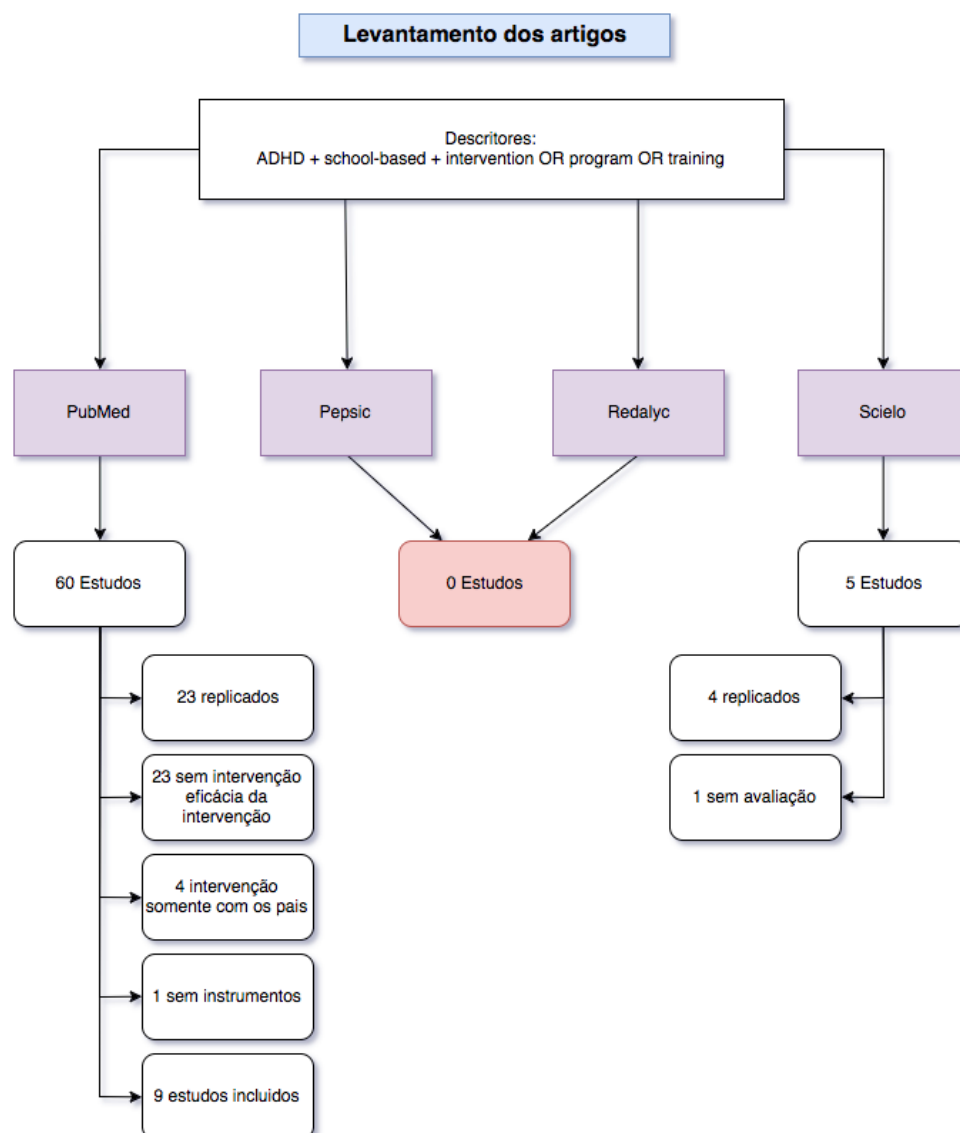 Levantamento dos artigos
Descritores:
ADHD + school-based + intervention OR program OR training
PubMed
Pepsic
Redalyc
Scielo
60 Estudos
0 Estudos
5 Estudos
23 replicados
4 replicados
23 sem intervenção
eficácia da
intervenção
1 sem avaliação
4 intervenção
somente com os pais
1 sem instrumentos
9 estudos incluidos